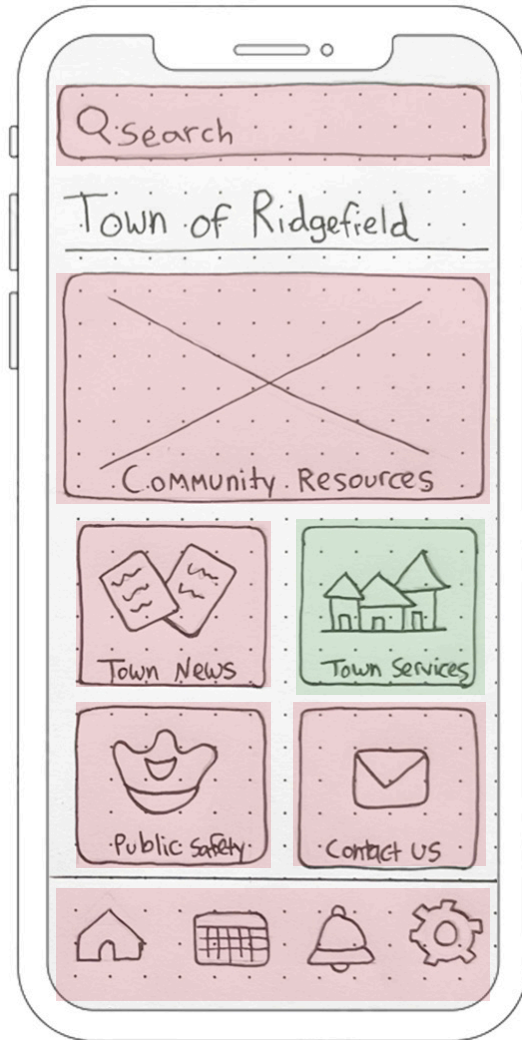 Search
Town of Ridgefield
Community Resources
Town News
Town Services
Public Safety
Contact Us